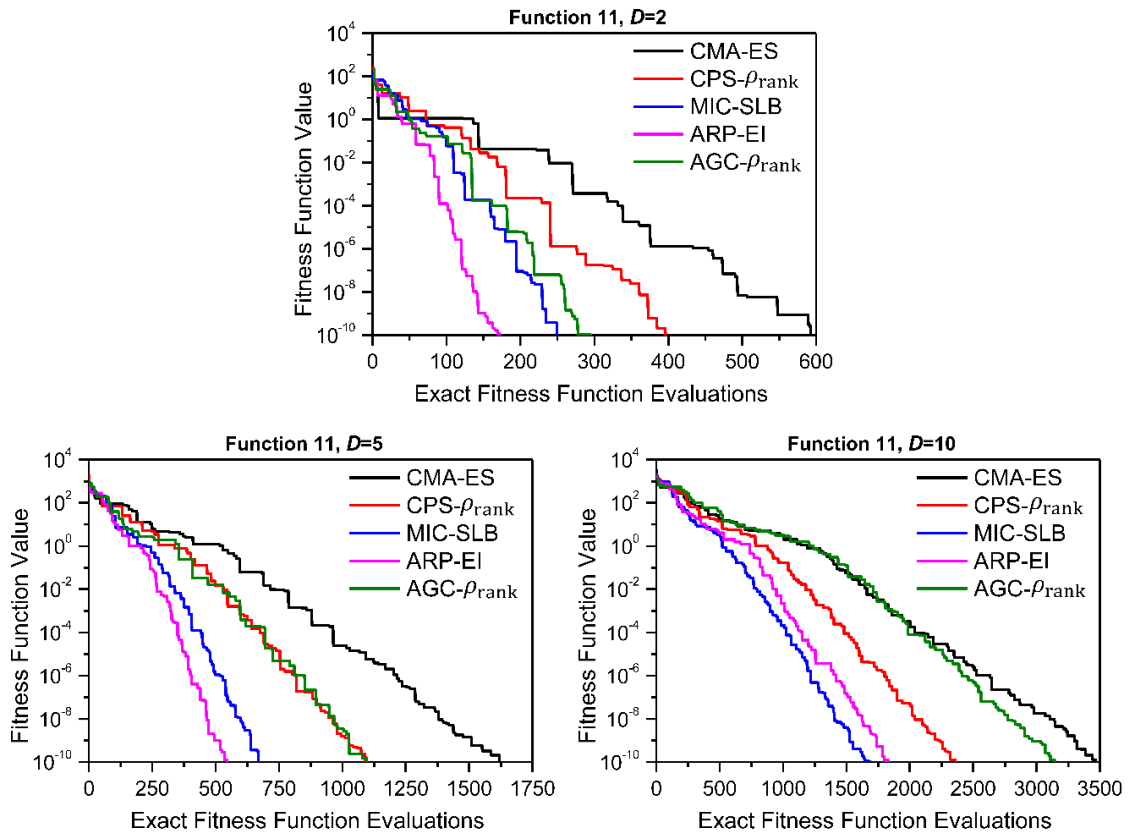 Function 11, D=2
Fitness Function Value
10^2
10^0
10^-2
10^-4
10^-6
10^-8
10^-10
CMA-ES
CPS-ρrank
MIC-SLB
ARP-EI
AGC-ρrank
0 100 200 300 400 500 600
Exact Fitness Function Evaluations
Function 11, D=5
Fitness Function Value
10^4
10^2
10^0
10^-2
10^-4
10^-6
10^-8
10^-10
CMA-ES
CPS-ρrank
MIC-SLB
ARP-EI
AGC-ρrank
0 250 500 750 1000 1250 1500 1750
Exact Fitness Function Evaluations
Function 11, D=10
Fitness Function Value
10^4
10^2
10^0
10^-2
10^-4
10^-6
10^-8
10^-10
CMA-ES
CPS-ρrank
MIC-SLB
ARP-EI
AGC-ρrank
0 500 1000 1500 2000 2500 3000 3500
Exact Fitness Function Evaluations